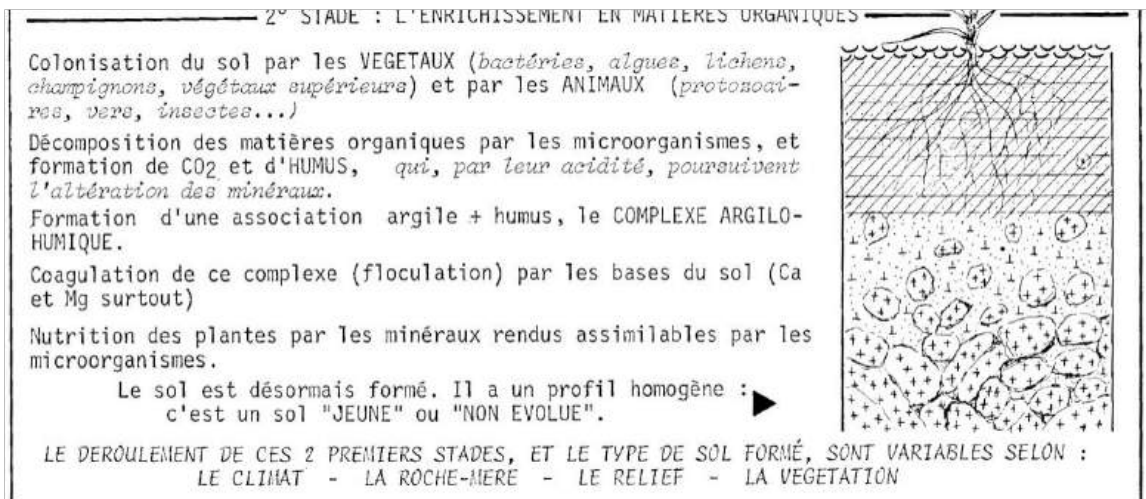 2° STADE : L'ENRICHISSEMENT EN MATIERES ORGANIQUES
Colonisation du sol par les VEGETAUX (bactéries, algues, lichens,
champignons, végétaux supérieurs) et par les ANIMAUX (protozoai-
res, vers, insectes...)
Décomposition des matières organiques par les microorganismes, et
formation de CO2 et d'HUMUS, qui, par leur acidité, poursuivent
l'altération des minéraux.
Formation d'une association argile + humus, le COMPLEXE ARGILO-
HUMIQUE.
Coagulation de ce complexe (floculation) par les bases du sol (Ca
et Mg surtout)
Nutrition des plantes par les minéraux rendus assimilables par les
microorganismes.
Le sol est désormais formé. Il a un profil homogène :
c'est un sol "JEUNE" ou "NON EVOLUE".
LE DEROULEMENT DE CES 2 PREMIERS STADES, ET LE TYPE DE SOL FORMÉ, SONT VARIABLES SELON :
LE CLIMAT - LA ROCHE-MERE - LE RELIEF - LA VEGETATION